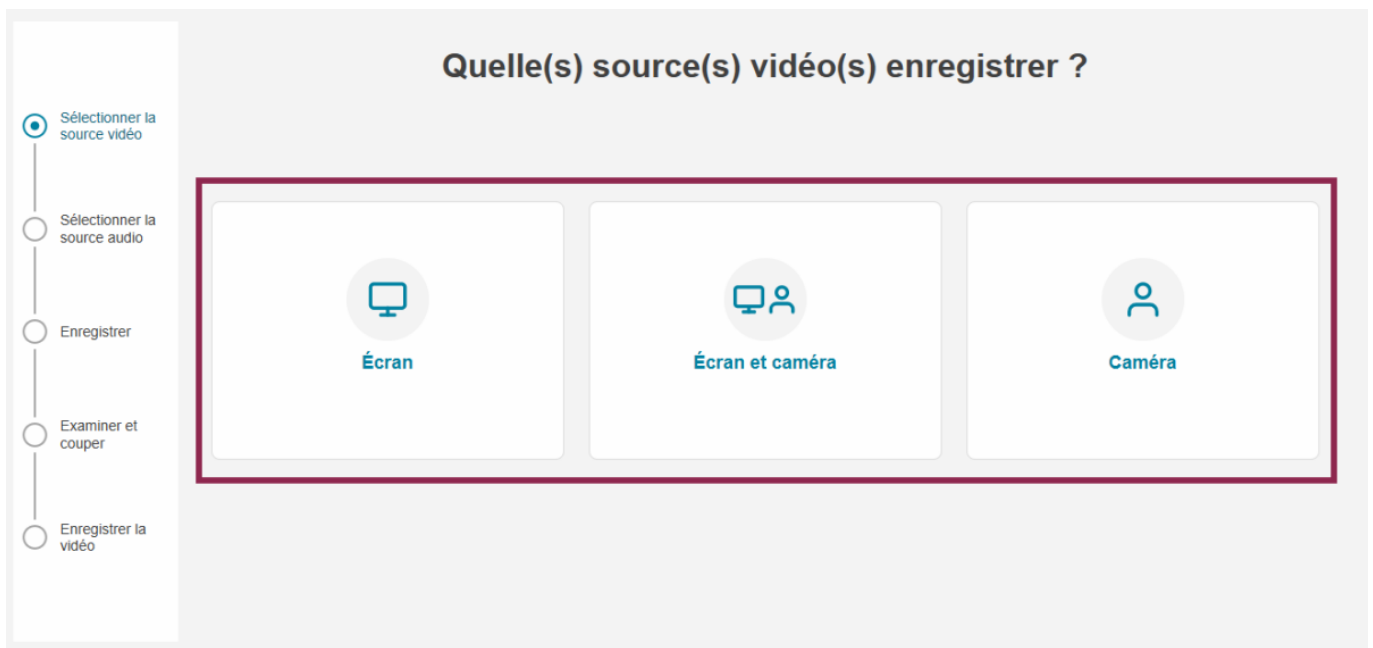 Quelle(s) source(s) vidéo(s) enregistrer ?
Sélectionner la
source vidéo
Sélectionner la
source audio
Enregistrer
Examiner et
couper
Enregistrer la
vidéo
Écran
Écran et caméra
Caméra